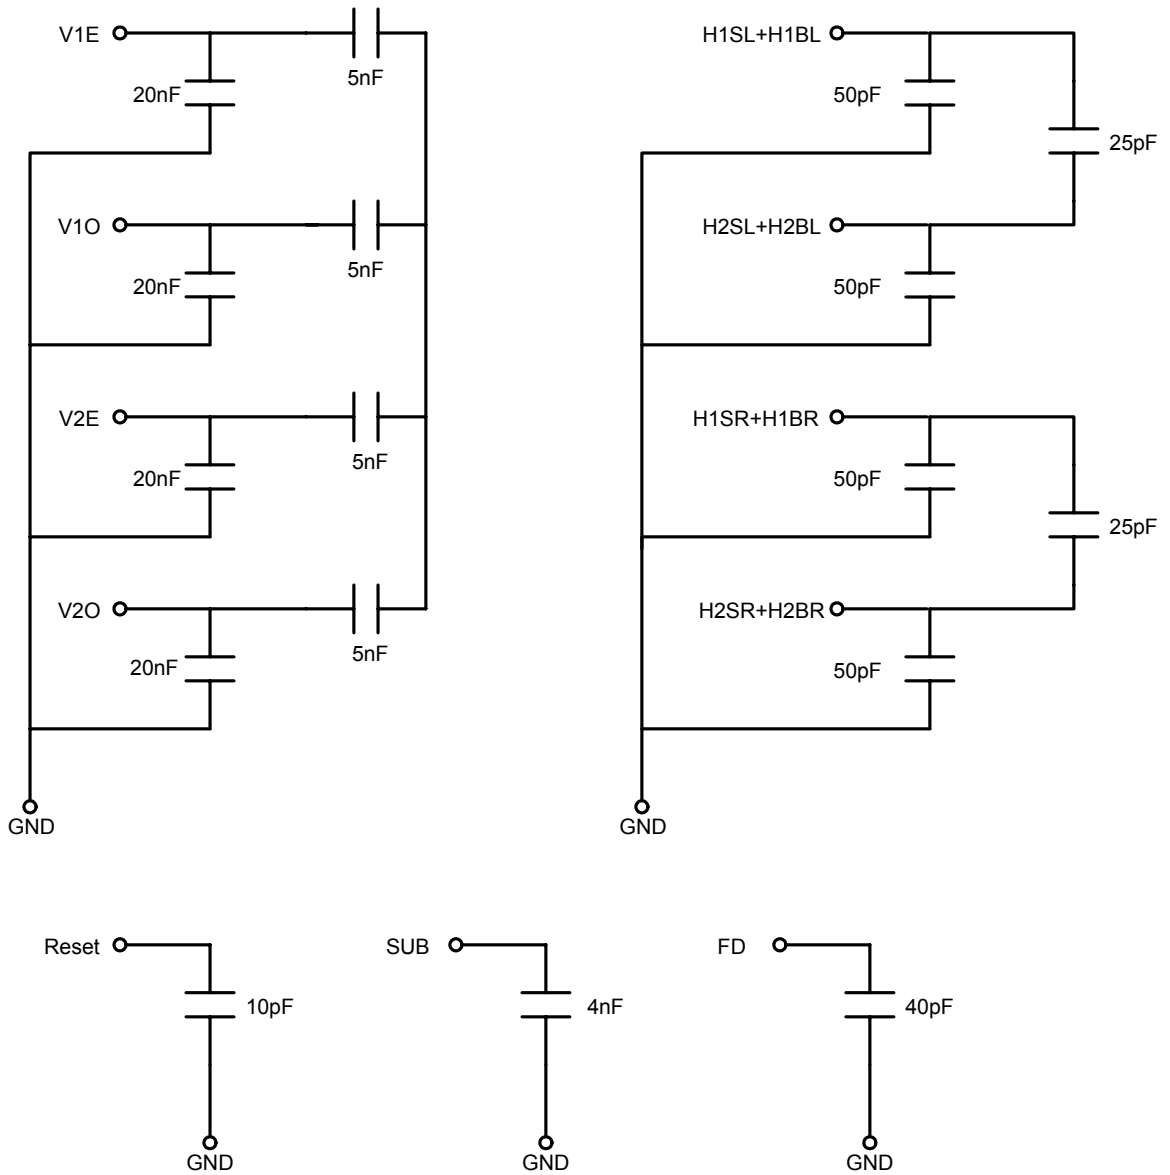 V1E
5nF
20nF
V1O
5nF
20nF
V2E
5nF
20nF
V2O
5nF
20nF
GND
H1SL+H1BL
50pF
25pF
H2SL+H2BL
50pF
H1SR+H1BR
50pF
25pF
H2SR+H2BR
50pF
GND
Reset
10pF
GND
SUB
4nF
GND
FD
40pF
GND